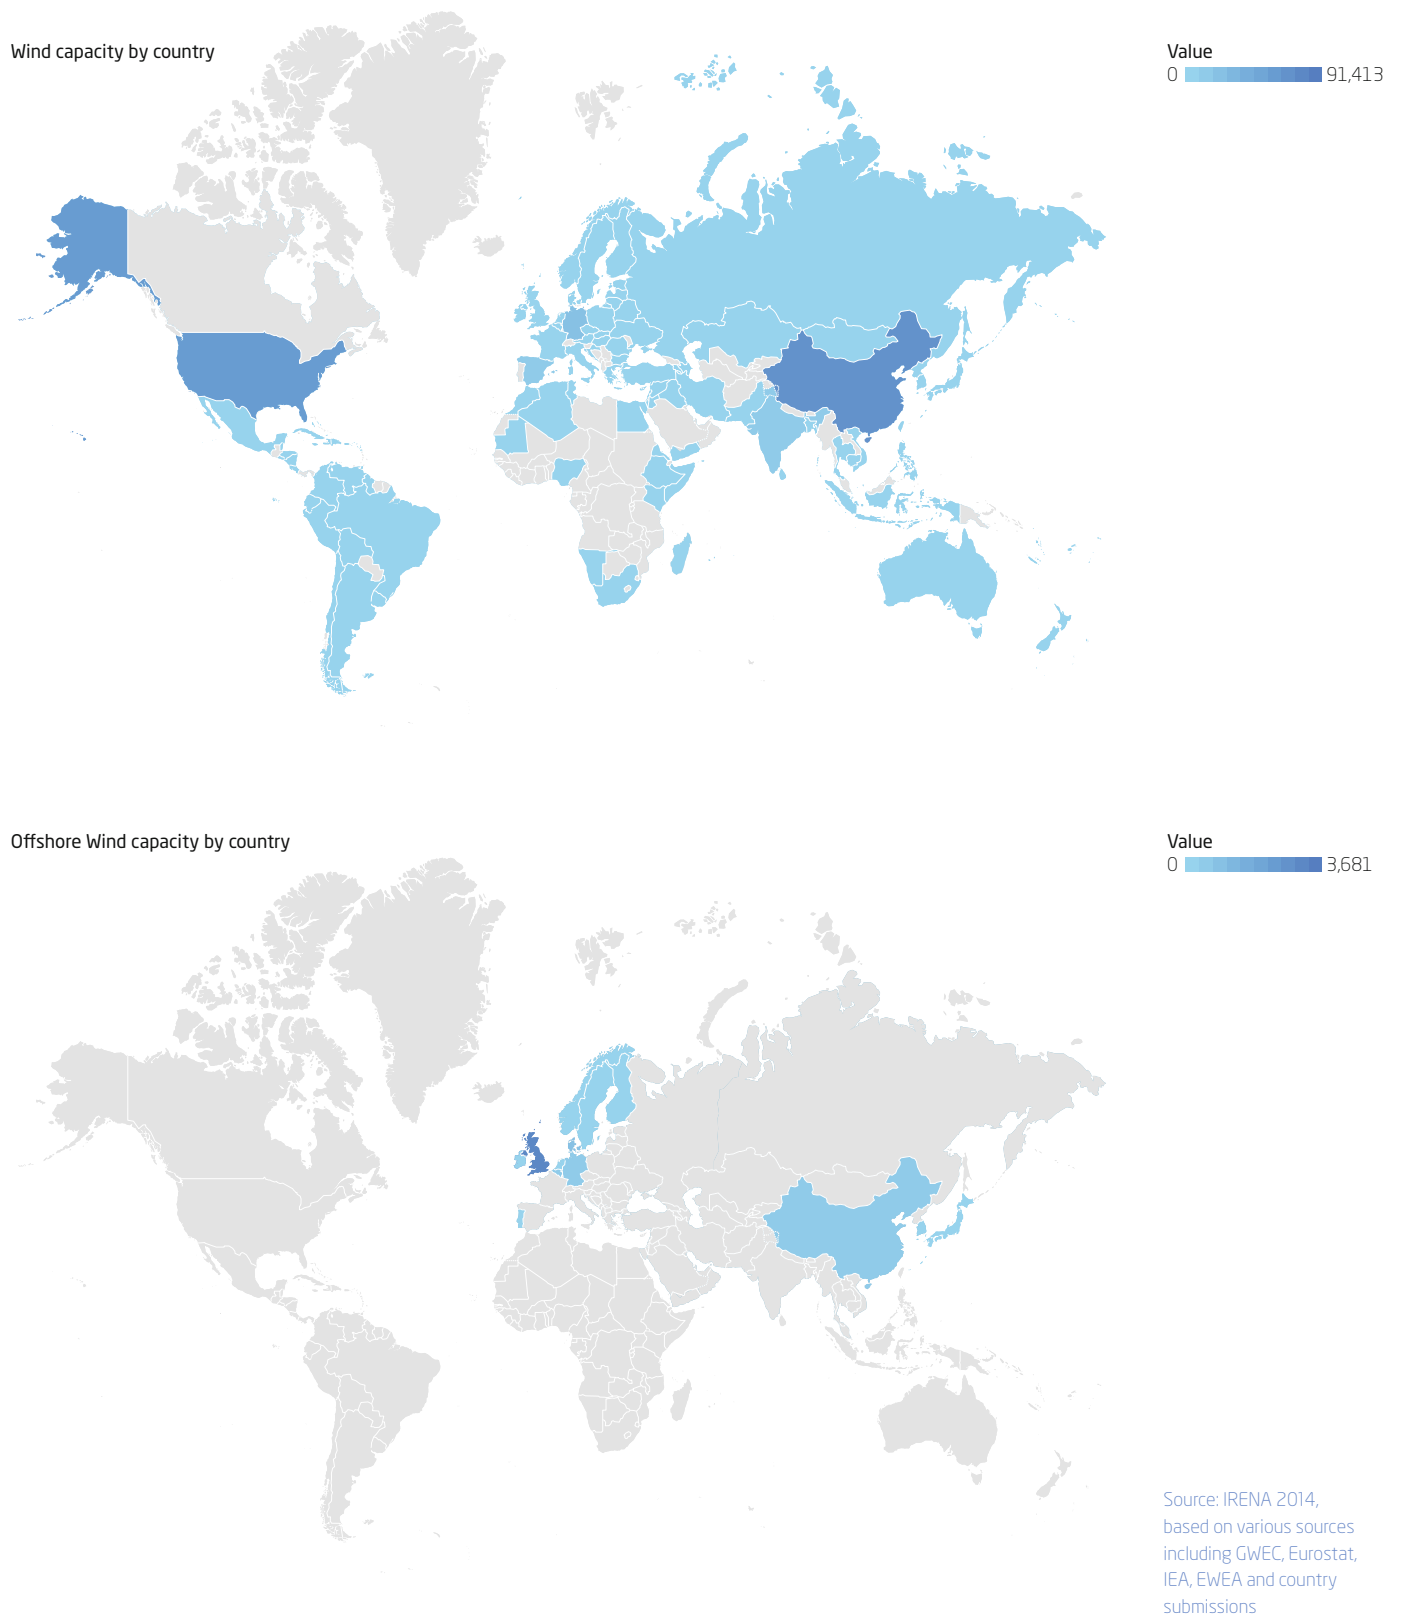 Wind capacity by country
Value
0 91,413
Offshore Wind capacity by country
Value
0 3,681
Source: IRENA 2014,
based on various sources
including GWEC, Eurostat,
IEA, EWEA and country
submissions